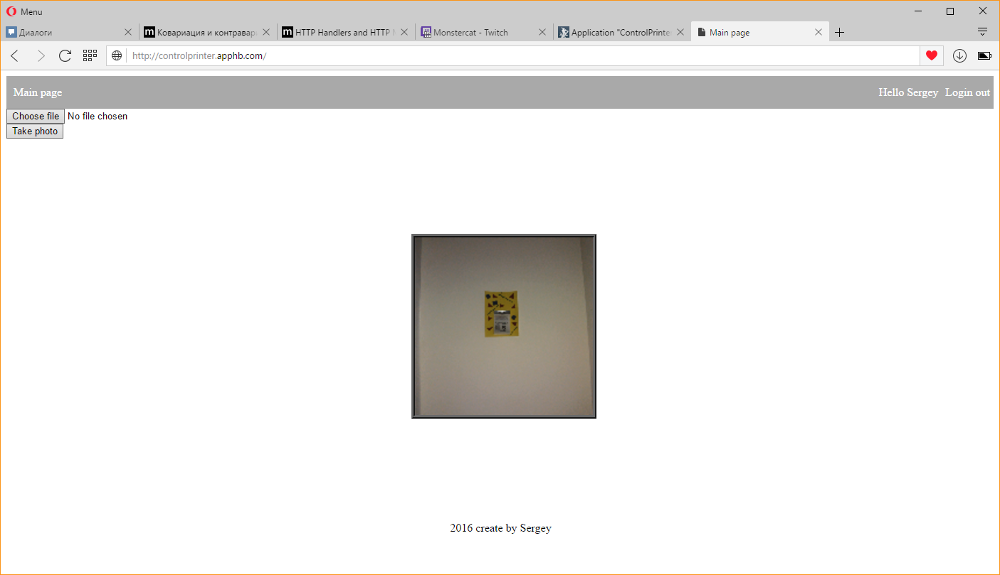 Menu
Диалоги
Ковариация и контравар
HTTP Handlers and HTTP
Monstercat - Twitch
Application "ControlPrinter
Main page
http://controlprinter.apphb.com/
Main page
Hello Sergey Login out
Choose file No file chosen
Take photo
2016 create by Sergey